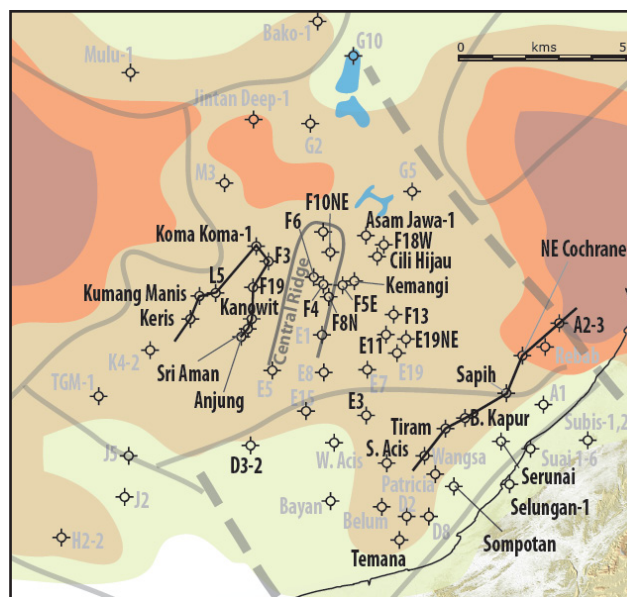 Bako-1
G10
0 kms 5
Mulu-1
Jintan Deep-1
G2
M3
G5
F10NE
F6
Asam Jawa-1
Koma Koma-1
F18W
NE Cochrane
F3
Cili Hijau
L5
F19
Kemangi
Kumang Manis
F4
F5E
Kanowit
Central Ridge
F8N
F13
A2-3
Keris
E1
E11
E19NE
K4-2
Sri Aman
E5
E8
E7
E19
Bokor
Sapih
TGM-1
Anjung
E15
E3
A1
Tiram
B. Kapur
Subis-1,2
J5
D3-2
W. Acis
S. Acis
Wangsa
Suai 1-6
Patricia
Serunai
J2
Bayan
Belum
D2
D8
Selungan-1
H2-2
Temana
Sompotan